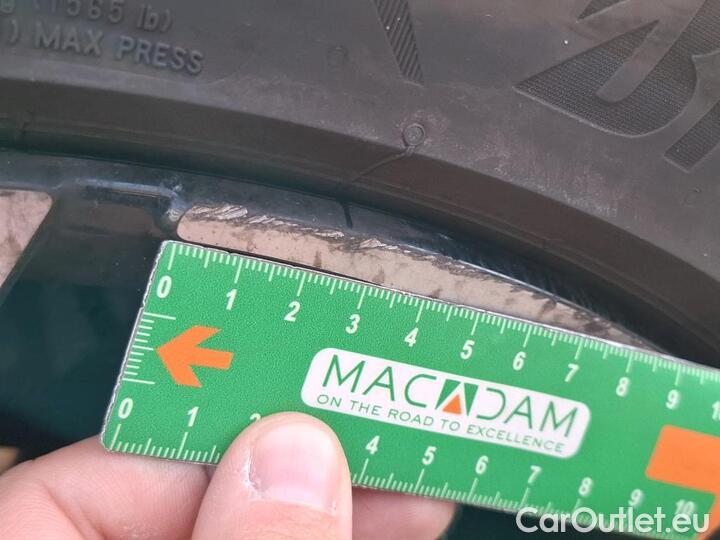 (1565 lb)
) MAX PRESS
0 1 2 3 4 5 6 7 8 9
MACADAM
ON THE ROAD TO EXCELLENCE
0 1 4 5 6 7 8 9 10
CarOutlet.eu